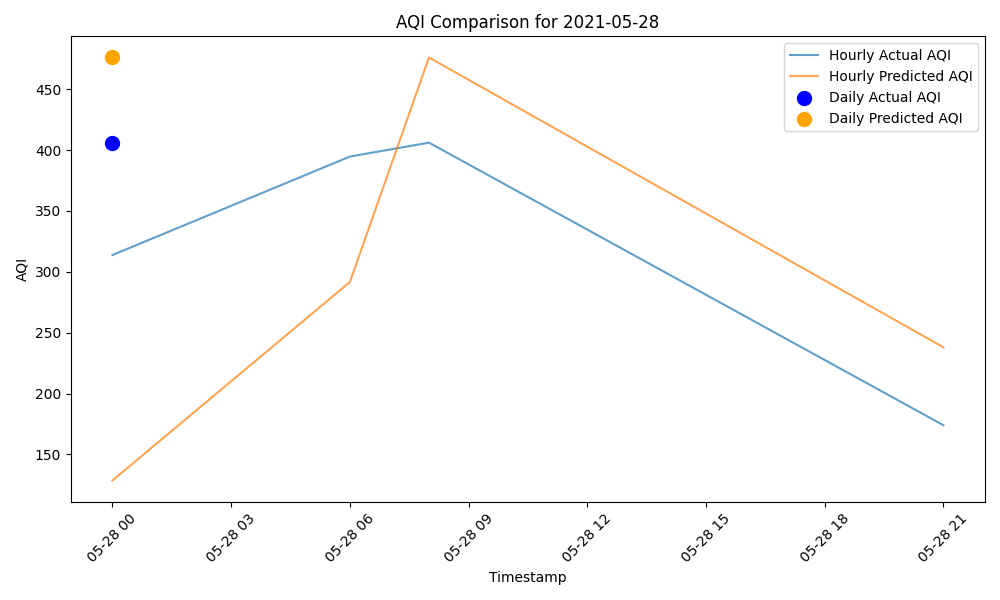 AQI Comparison for 2021-05-28
Hourly Actual AQI
Hourly Predicted AQI
Daily Actual AQI
Daily Predicted AQI
450
400
350
300
250
200
150
AQI
05-28 00
05-28 03
05-28 06
05-28 09
05-28 12
05-28 15
05-28 18
05-28 21
Timestamp